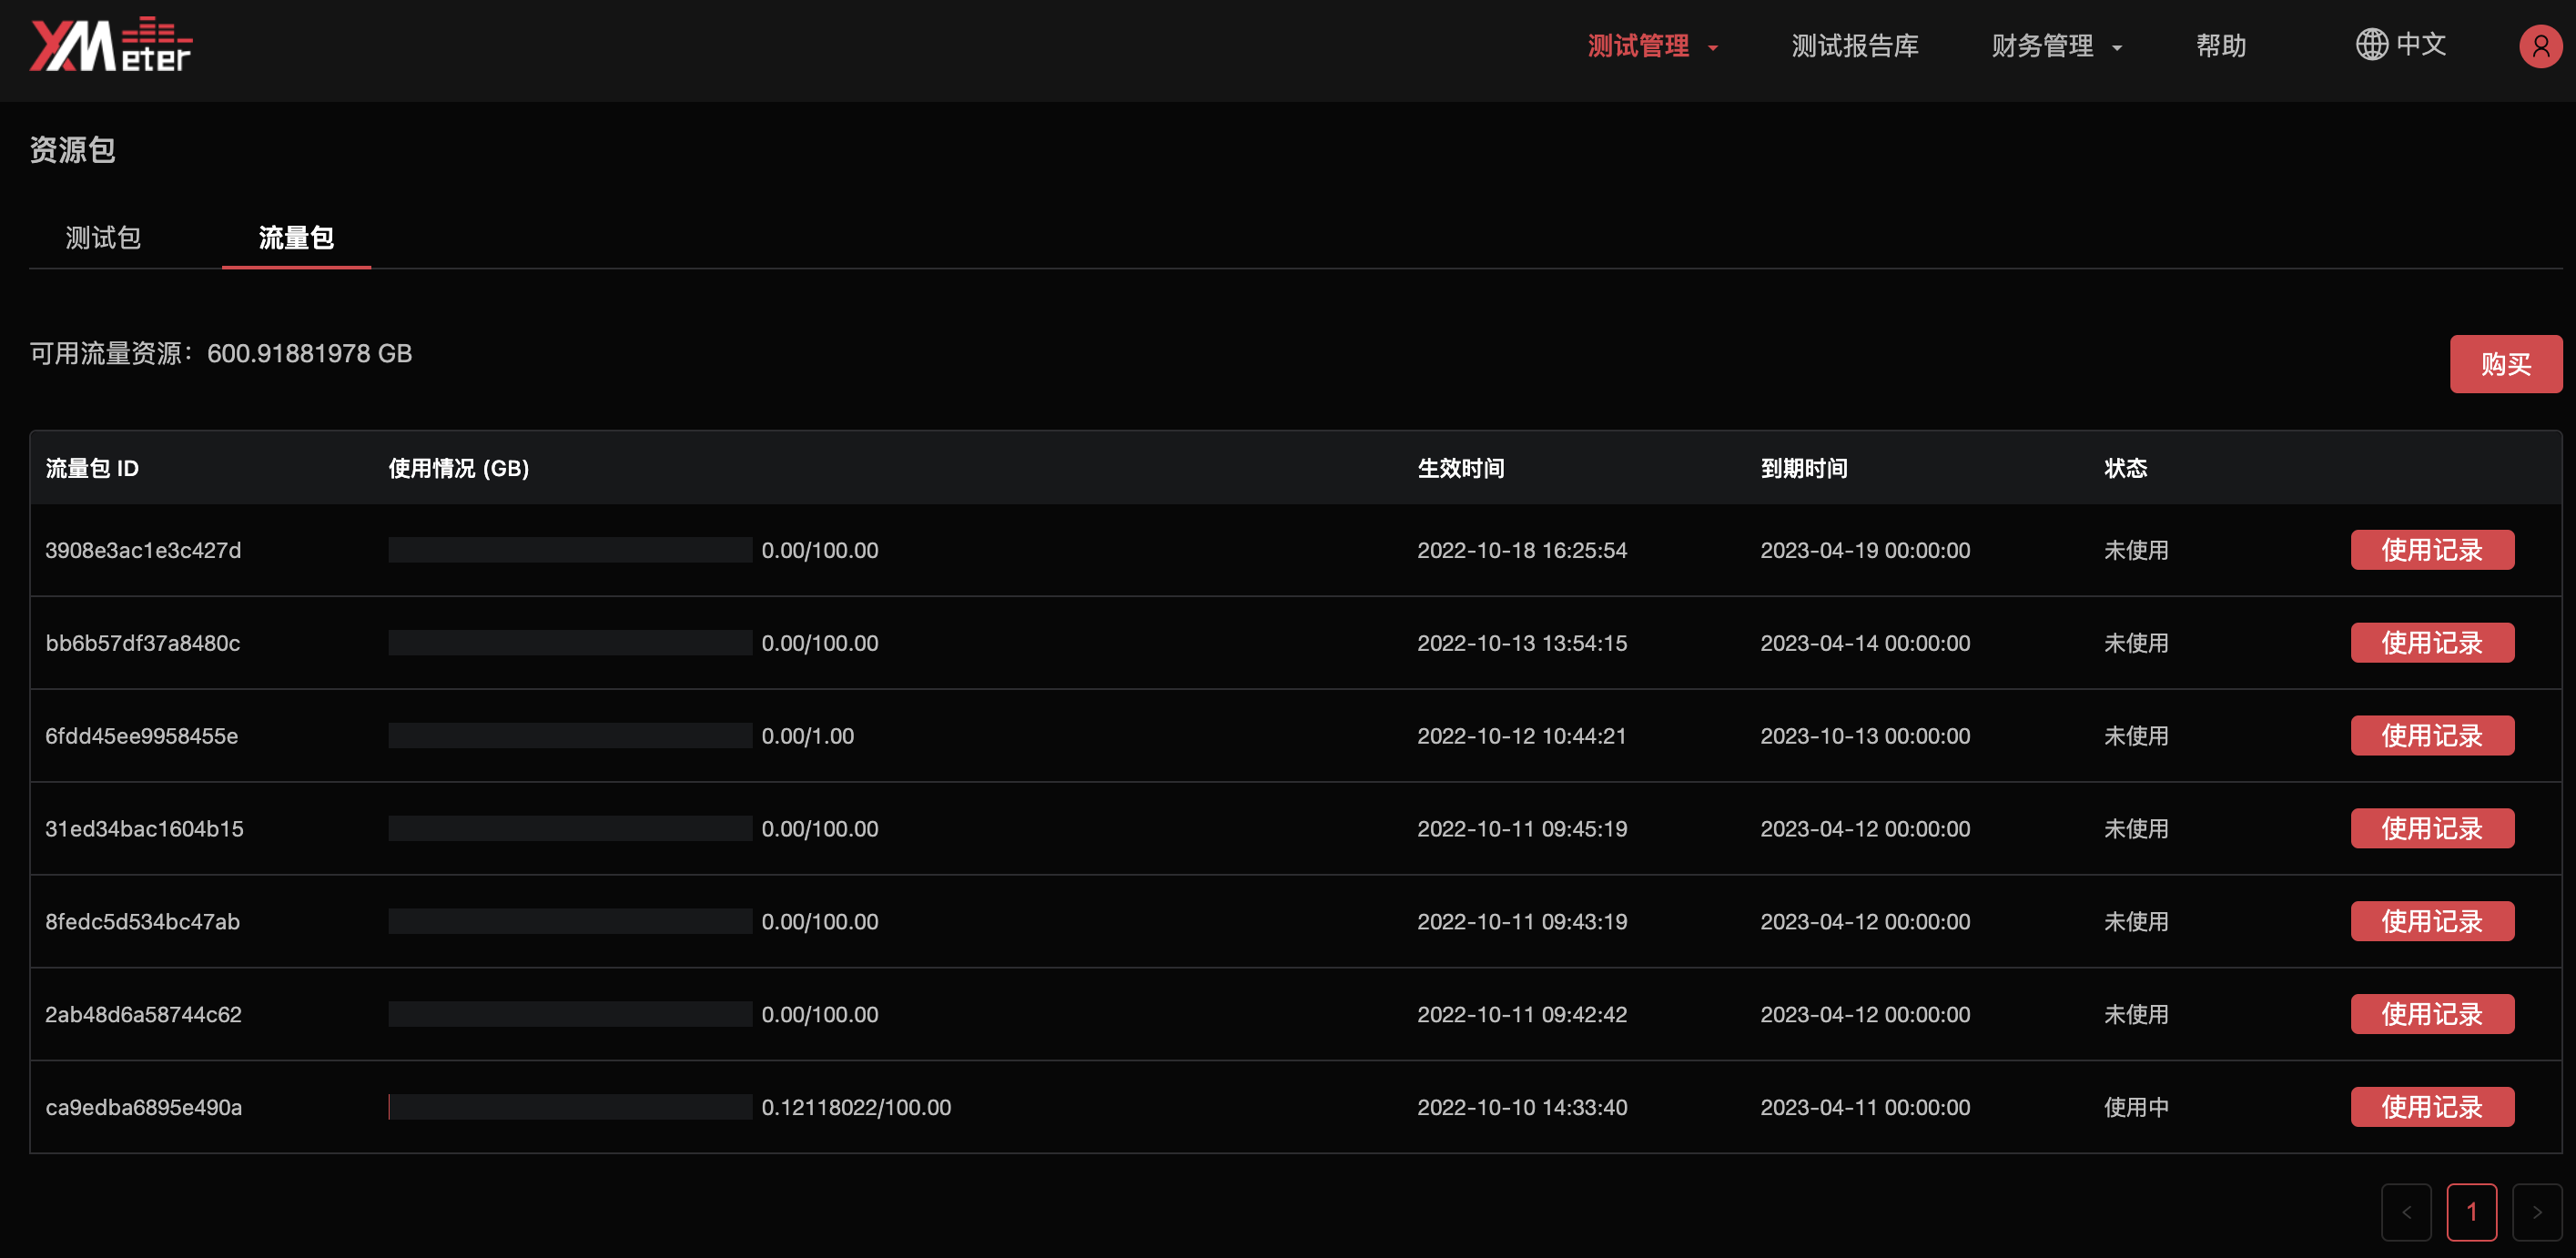 XMeter
测试管理 测试报告库 财务管理 帮助 中文
资源包
测试包 流量包
可用流量资源：600.91881978 GB
购买
流量包 ID 使用情况 (GB) 生效时间 到期时间 状态
3908e3ac1e3c427d 0.00/100.00 2022-10-18 16:25:54 2023-04-19 00:00:00 未使用 使用记录
bb6b57df37a8480c 0.00/100.00 2022-10-13 13:54:15 2023-04-14 00:00:00 未使用 使用记录
6fdd45ee9958455e 0.00/1.00 2022-10-12 10:44:21 2023-10-13 00:00:00 未使用 使用记录
31ed34bac1604b15 0.00/100.00 2022-10-11 09:45:19 2023-04-12 00:00:00 未使用 使用记录
8fedc5d534bc47ab 0.00/100.00 2022-10-11 09:43:19 2023-04-12 00:00:00 未使用 使用记录
2ab48d6a58744c62 0.00/100.00 2022-10-11 09:42:42 2023-04-12 00:00:00 未使用 使用记录
ca9edba6895e490a 0.12118022/100.00 2022-10-10 14:33:40 2023-04-11 00:00:00 使用中 使用记录
< 1 >